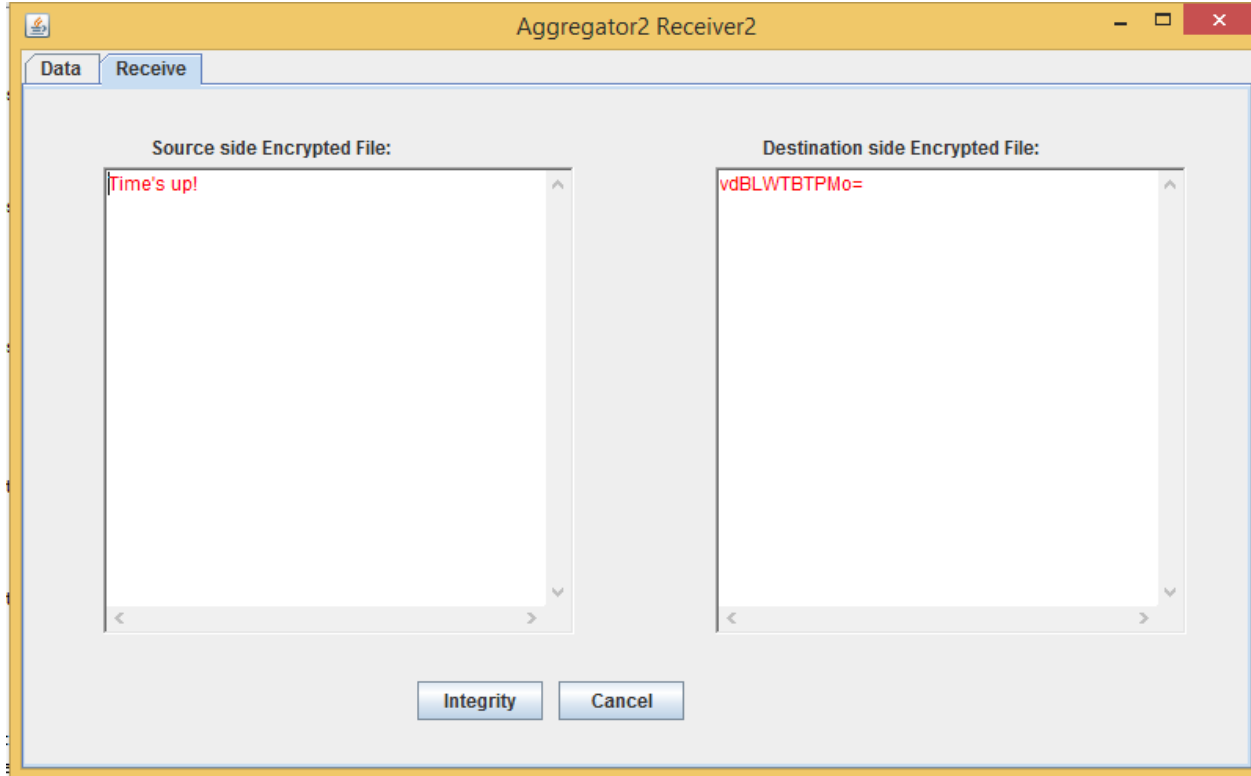 Aggregator2 Receiver2
Data Receive
Source side Encrypted File:
Destination side Encrypted File:
Time's up!
vdBLWTBTPMo=
Integrity Cancel